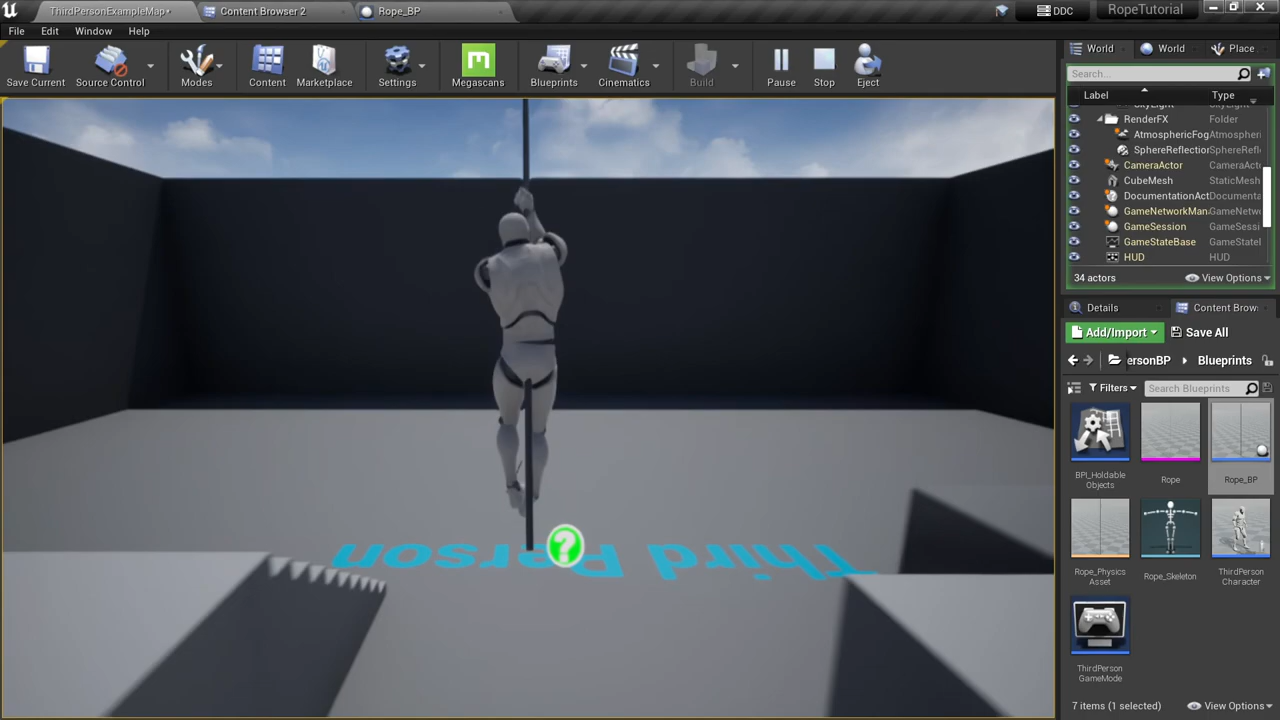 ThirdPersonExampleMap•
Content Browser 2
Rope_BP
DDC
RopeTutorial
File Edit Window Help
Save Current
Source Control
Modes
Content
Marketplace
Settings
Megascans
Blueprints
Cinematics
Build
Pause
Stop
Eject
World
World
Place
Search...
Label Type
SkyLight
RenderFX Folder
AtmosphericFog Atmospheri
SphereReflection SphereRefl
CameraActor CameraAct
CubeMesh StaticMesh
DocumentationAct Documenta
GameNetworkMan GameNetw
GameSession GameSessi
GameStateBase GameStatel
HUD HUD
34 actors View Options
Details
Content Brow
Add/Import Save All
ersonBP Blueprints
Filters Search Blueprints
BPI_Holdable
Objects
Rope
Rope_BP
Rope_Physics
Asset
Rope_Skeleton
ThirdPerson
Character
ThirdPerson
GameMode
7 items (1 selected) View Options
Third Person
?